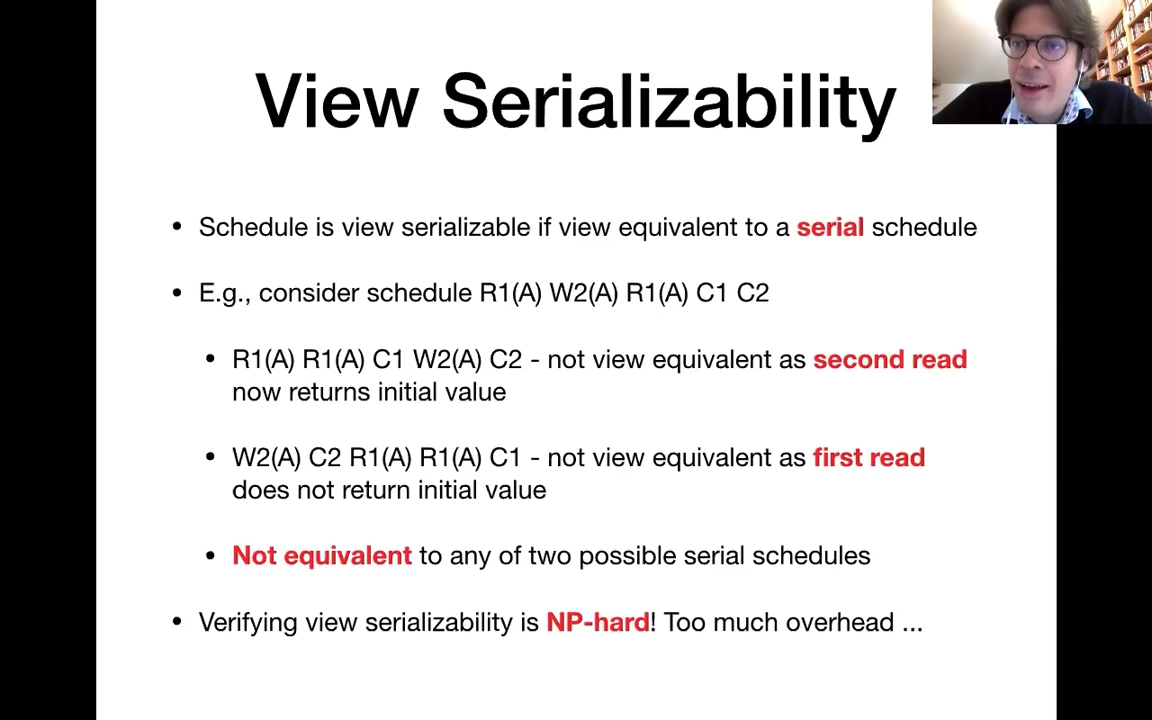 View Serializability
• Schedule is view serializable if view equivalent to a serial schedule
• E.g., consider schedule R1(A) W2(A) R1(A) C1 C2
• R1(A) R1(A) C1 W2(A) C2 - not view equivalent as second read
now returns initial value
• W2(A) C2 R1(A) R1(A) C1 - not view equivalent as first read
does not return initial value
• Not equivalent to any of two possible serial schedules
• Verifying view serializability is NP-hard! Too much overhead ...